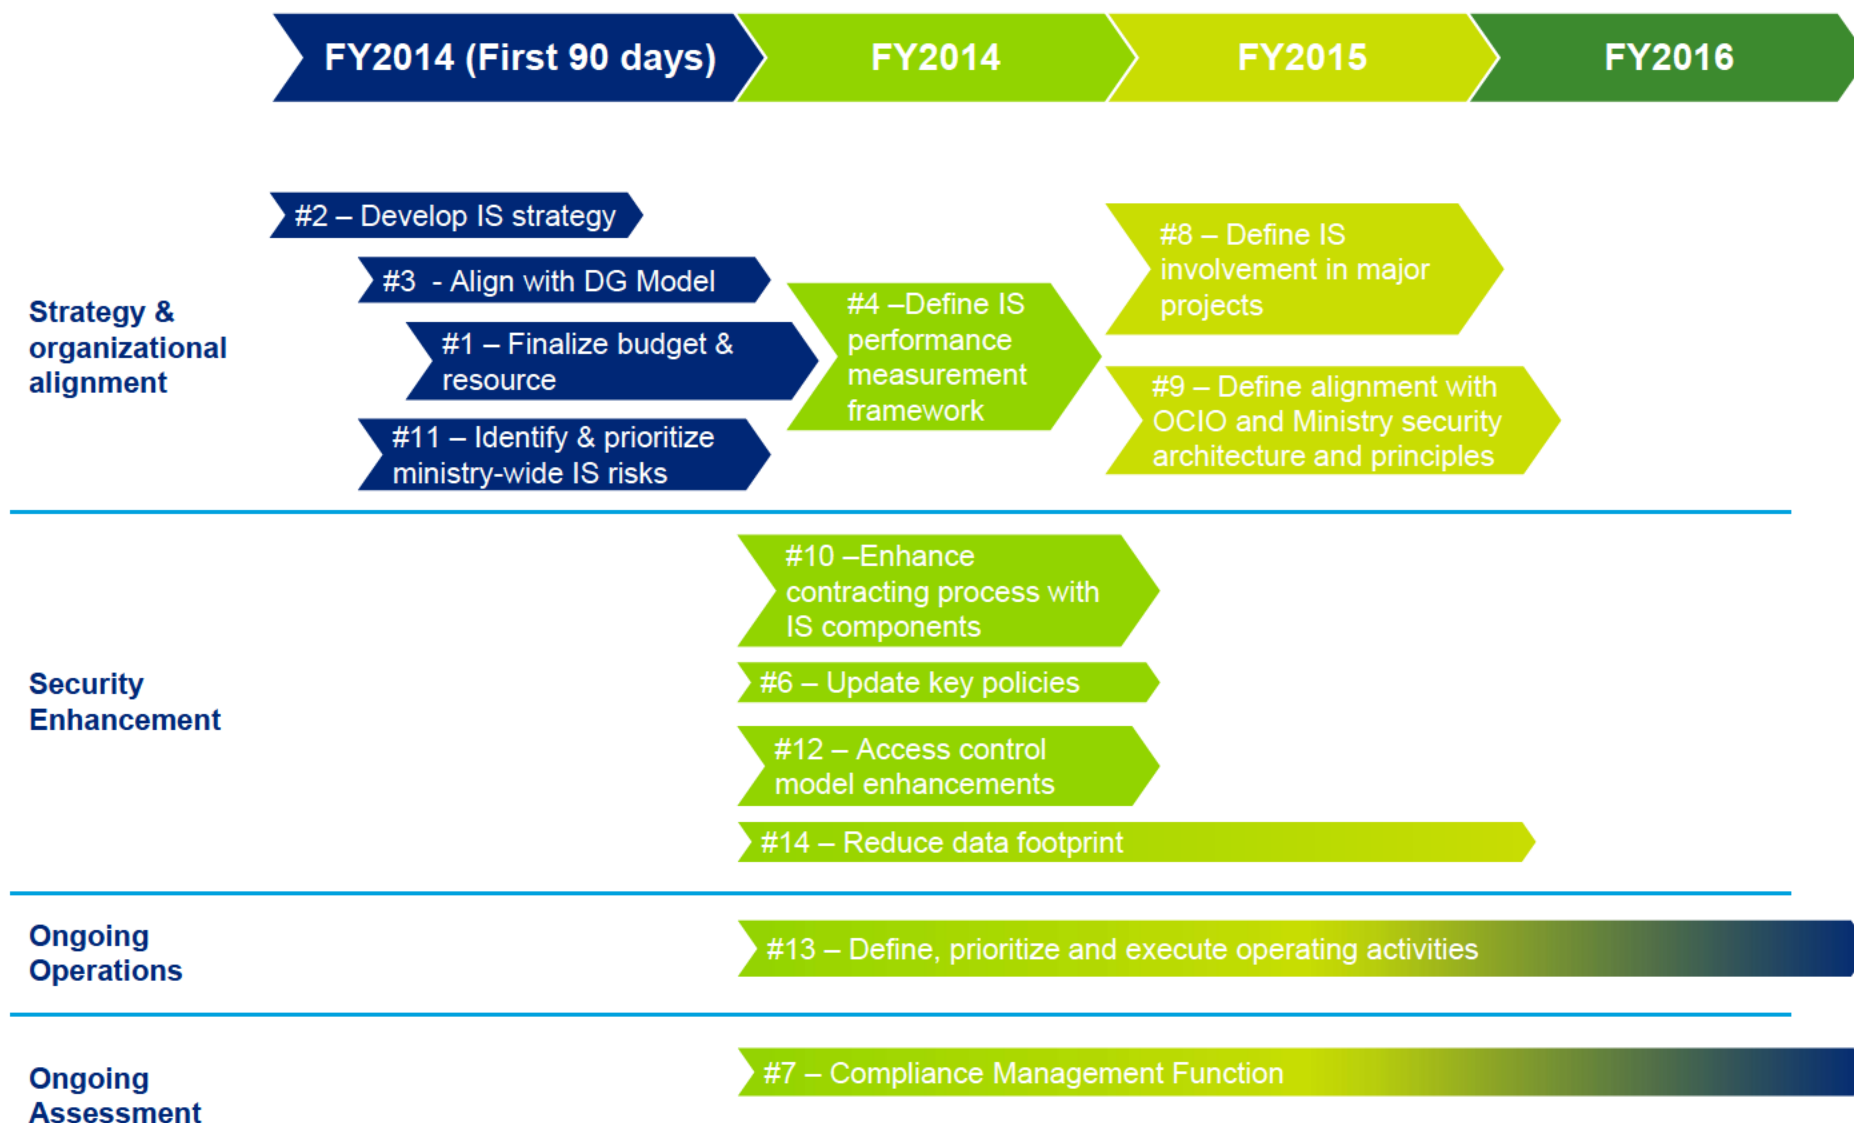 FY2014 (First 90 days)
FY2014
FY2015
FY2016
Strategy &
organizational
alignment
#2 – Develop IS strategy
#3  - Align with DG Model
#1 – Finalize budget &
resource
#11 – Identify & prioritize
ministry-wide IS risks
#4 –Define IS
performance
measurement
framework
#8 – Define IS
involvement in major
projects
#9 – Define alignment with
OCIO and Ministry security
architecture and principles
Security
Enhancement
#10 –Enhance
contracting process with
IS components
#6 – Update key policies
#12 – Access control
model enhancements
#14 – Reduce data footprint
Ongoing
Operations
#13 – Define, prioritize and execute operating activities
Ongoing
Assessment
#7 – Compliance Management Function